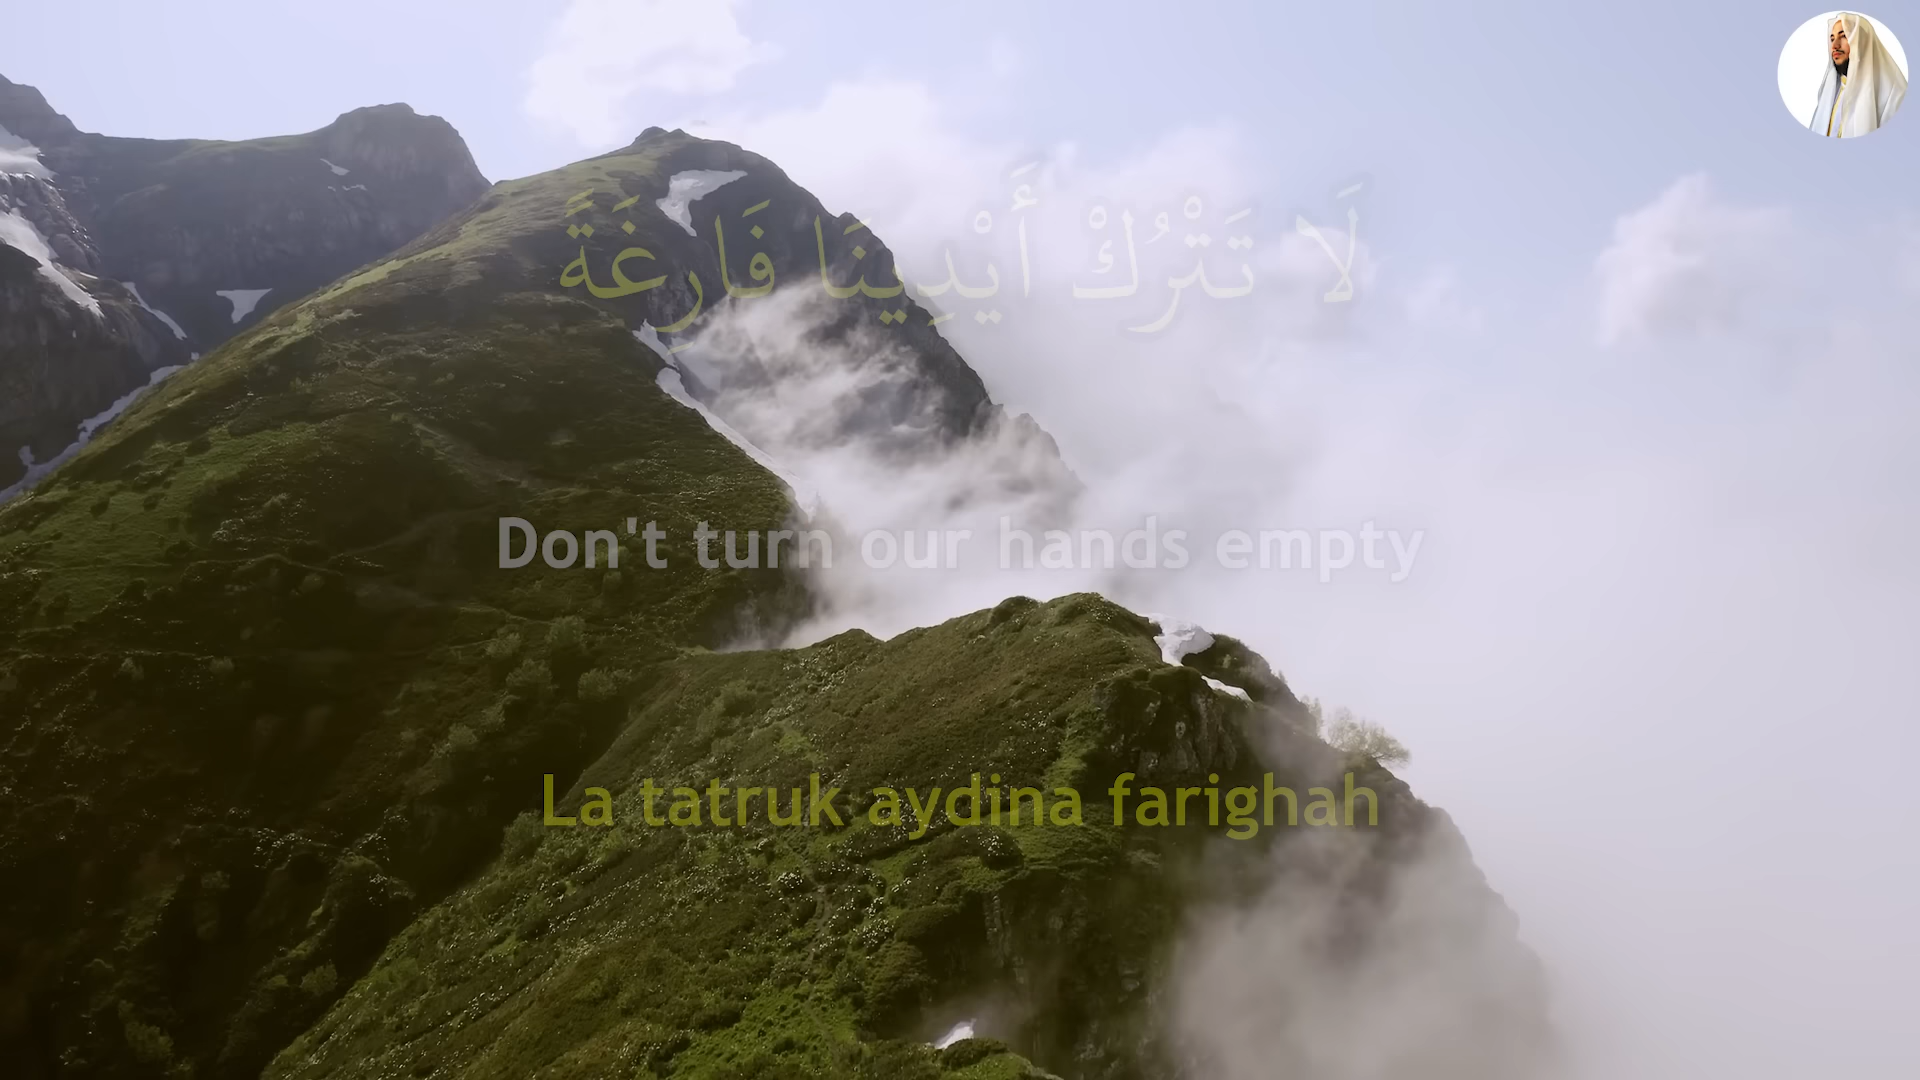 لَا تَتْرُكْ أَيْدِينَا فَارِغَةً
Don't turn our hands empty
La tatruk aydina farighah